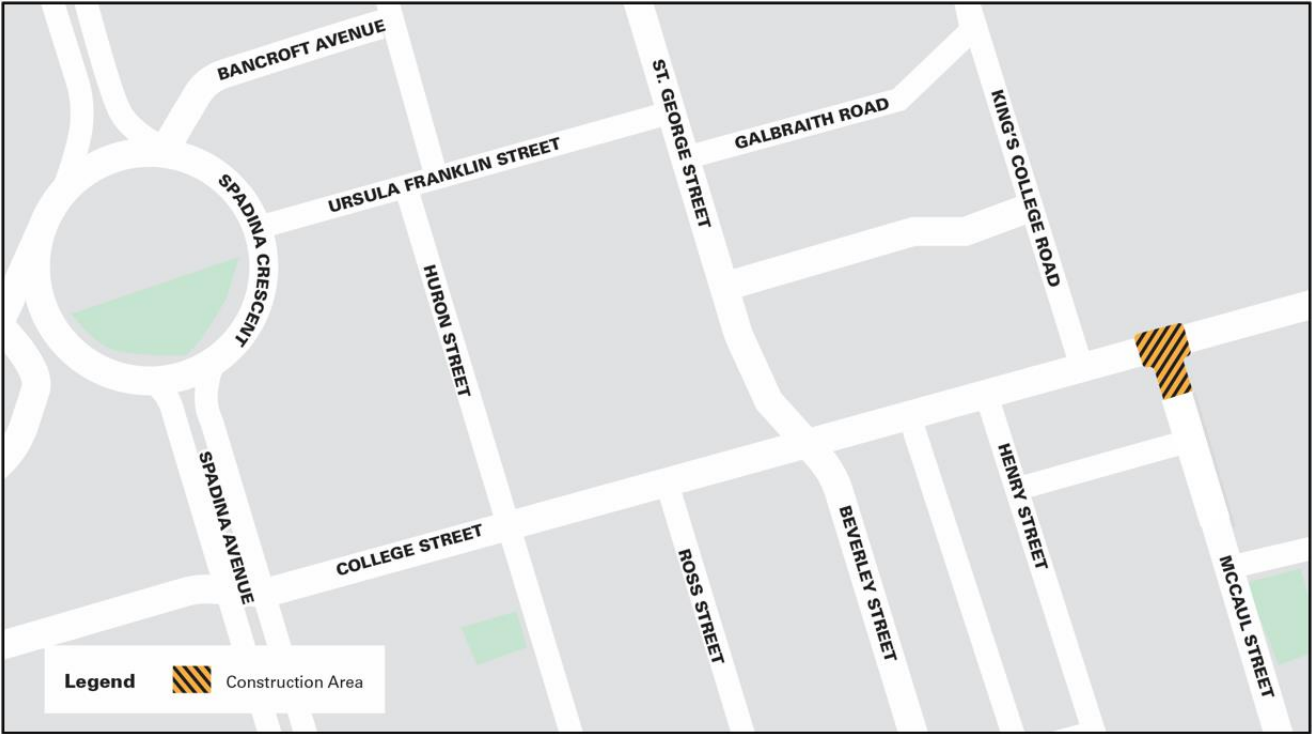 BANCROFT AVENUE
ST. GEORGE STREET
GALBRAITH ROAD
KING'S COLLEGE ROAD
URSULA FRANKLIN STREET
SPADINA CRESCENT
HURON STREET
SPADINA AVENUE
COLLEGE STREET
ROSS STREET
BEVERLEY STREET
HENRY STREET
MCCAUL STREET
Legend
Construction Area